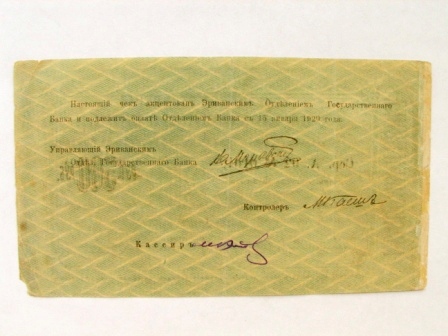 Настоящій чекъ акцептованъ Эриванскимъ Отдѣленіемъ Государственнаго
Банка и подлежитъ оплатѣ Отдѣленіемъ Банка съ 15 января 1920 года.
Управляющій Эриванскимъ
Отдѣл. Государственнаго Банка
Контролеръ
Кассиръ